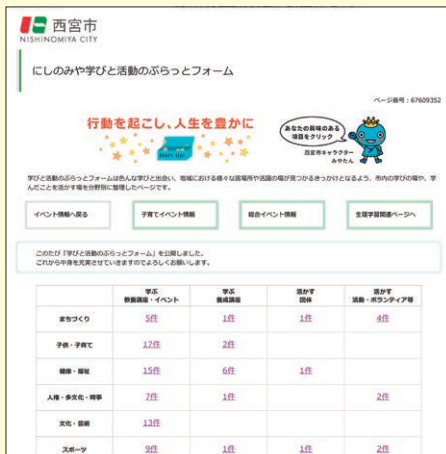 西宮市
NISHINOMIYA CITY
にしのみや学びと活動のぷらっとフォーム
ページ番号：67609352
行動を起こし、人生を豊かに
Start Up!
あなたの興味のある
項目をクリック
西宮市キャラクター
みやたん
学びと活動のぷらっとフォームは色んな学びと出会い、地域における様々な居場所や活躍の場が見つかるきっかけとなるよう、市内の学びの場や、学
んだことを活かす場を分野別に整理したページです。
イベント情報へ戻る 子育てイベント情報 総合イベント情報 生涯学習関連ページへ
このたび「学びと活動のぷらっとフォーム」を公開しました。
これから中身を充実させていきますのでよろしくお願いします。
学ぶ 学ぶ 活かす 活かす
教養講座・イベント 養成講座 団体 活動・ボランティア等
まちづくり 5件 1件 1件 4件
子供・子育て 17件 2件
健康・福祉 15件 6件 1件
人権・多文化・時事 7件 1件 2件
文化・芸術 13件
スポーツ 9件 1件 1件 2件